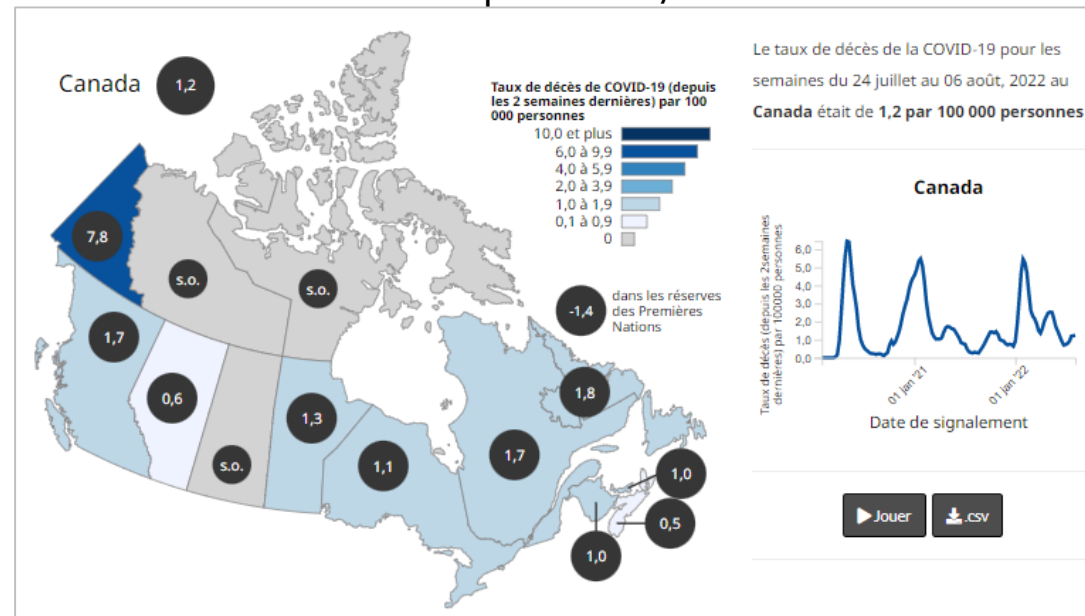 Canada
1,2
Taux de décès de COVID-19 (depuis
les 2 semaines dernières) par 100
000 personnes
10,0 et plus
6,0 à 9,9
4,0 à 5,9
2,0 à 3,9
1,0 à 1,9
0,1 à 0,9
0
7,8
s.o.
s.o.
-1,4
dans les réserves
des Premières
Nations
1,7
0,6
s.o.
1,3
1,1
1,7
1,8
1,0
0,5
1,0
Le taux de décès de la COVID-19 pour les
semaines du 24 juillet au 06 août, 2022 au
Canada était de 1,2 par 100 000 personnes
Canada
Taux de décès (depuis les 2semaines
dernières) par 100000 personnes
6,0
5,0
4,0
3,0
2,0
1,0
0,0
01 jan '21
01 jan '22
Date de signalement
Jouer
.csv